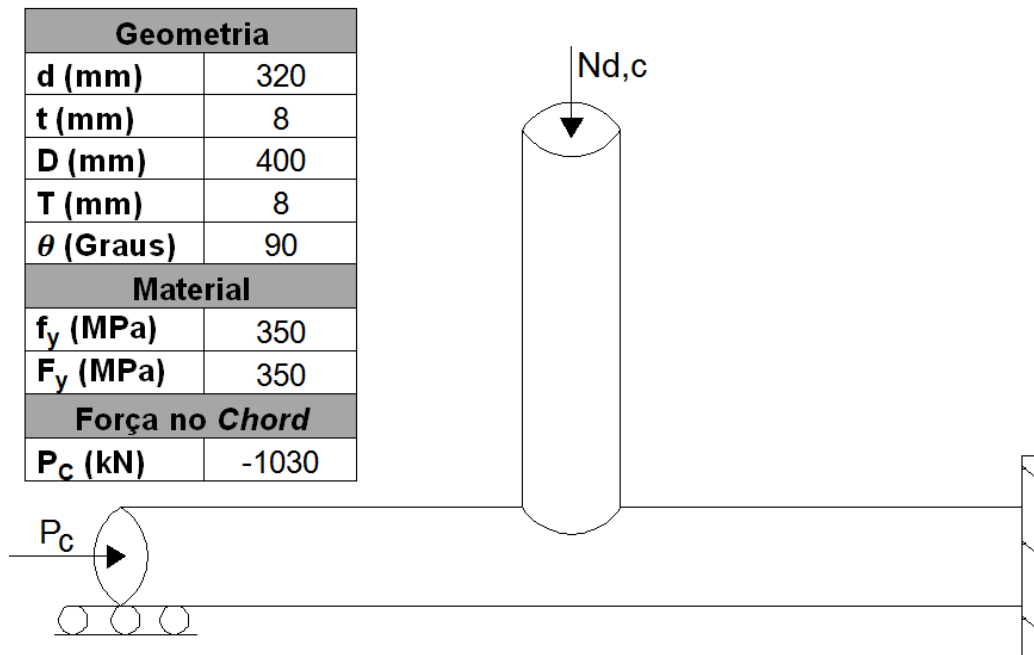 Geometria
d (mm) 320
t (mm) 8
D (mm) 400
T (mm) 8
θ (Graus) 90
Material
fy (MPa) 350
Fy (MPa) 350
Força no Chord
PC (kN) -1030
Nd,c
PC